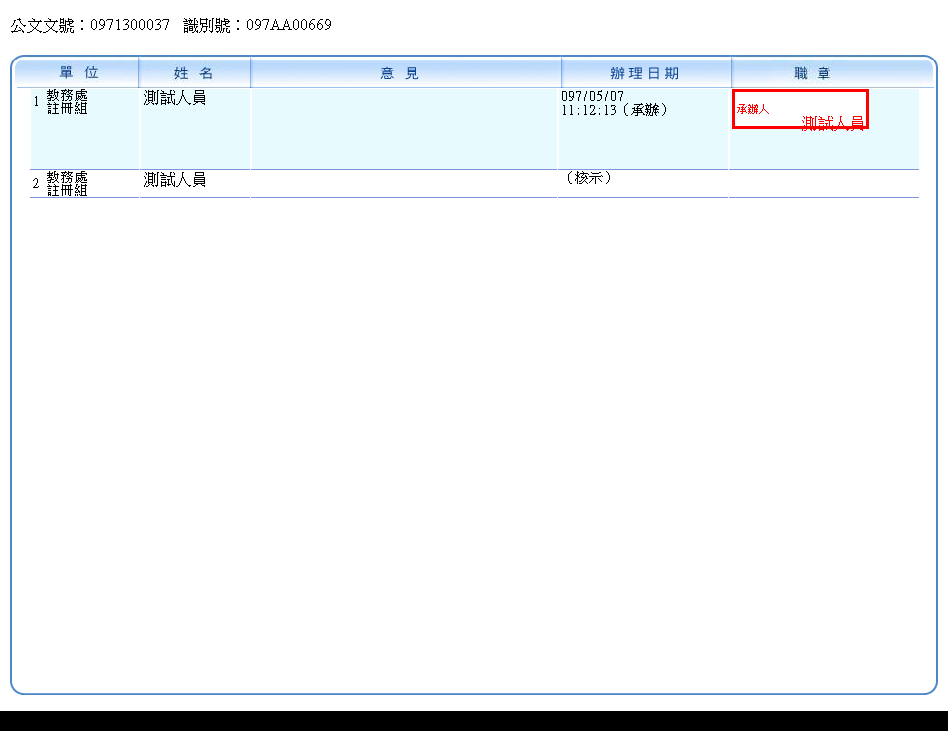 公文文號：0971300037 識別號：097AA00669
單 位 姓 名 意 見 辦理日期 職 章
1 教務處 測試人員 097/05/07 承辦人
註冊組 11:12:13（承辦） 測試人員
2 教務處 測試人員 （核示）
註冊組